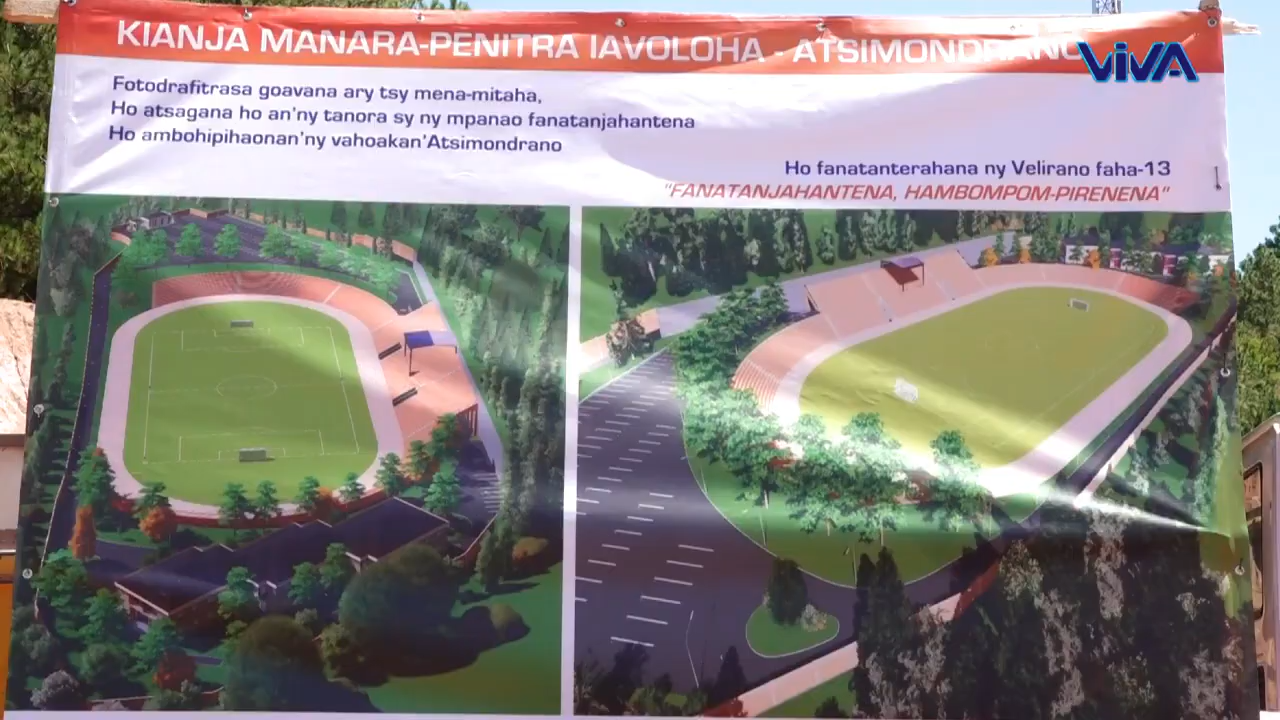 KIANJA MANARA-PENITRA IAVOLOHA - ATSIMONDRANO
VIVA
Fotodrafitrasa goavana ary tsy mena-mitaha,
Ho atsagana ho an'ny tanora sy ny mpanao fanatanjahantena
Ho ambohipihaonan'ny vahoakan'Atsimondrano
Ho fanatanterahana ny Velirano faha-13
"FANATANJAHANTENA, HAMBOMPOM-PIRENENA"